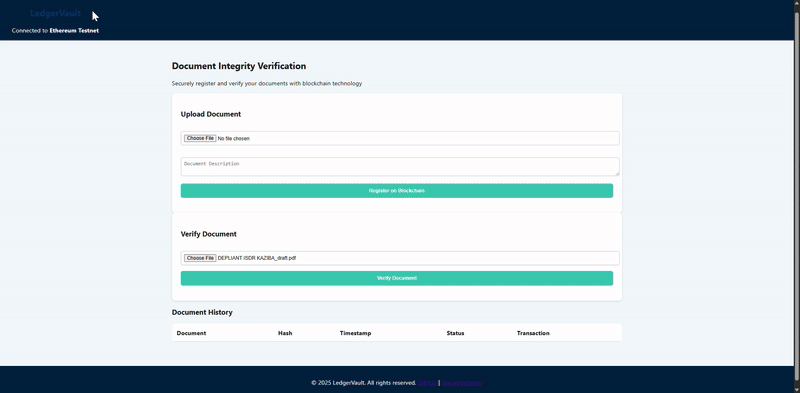 LedgerVault
Connected to Ethereum Testnet
Document Integrity Verification
Securely register and verify your documents with blockchain technology
Upload Document
Choose File No file chosen
Document Description
Register on Blockchain
Verify Document
Choose File DEPLIANT ISDR KAZIBA_draft.pdf
Verify Document
Document History
Document Hash Timestamp Status Transaction
© 2025 LedgerVault. All rights reserved. |